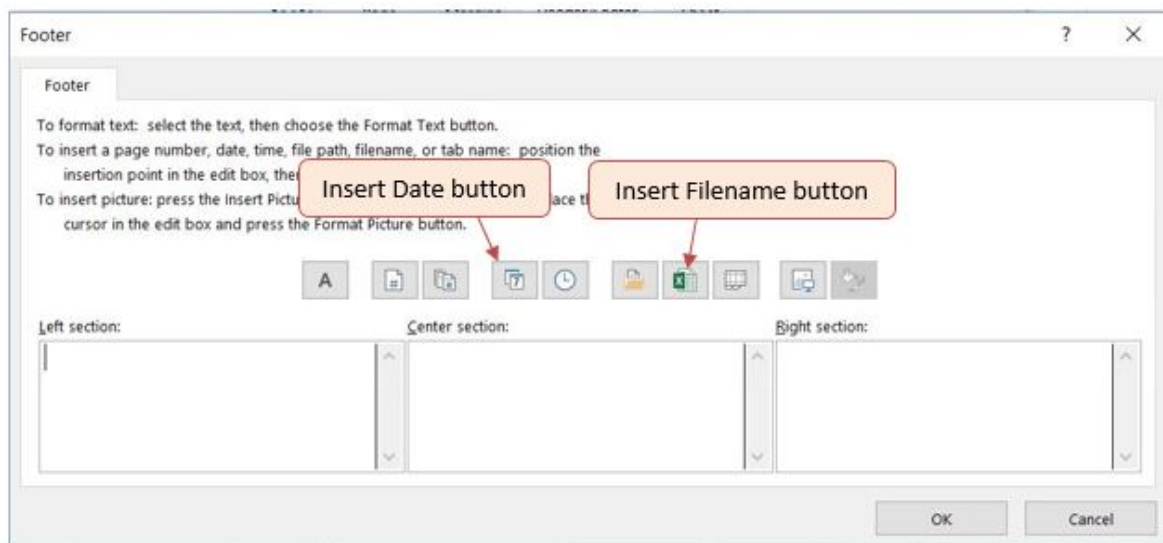 Footer
Footer
To format text: select the text, then choose the Format Text button.
To insert a page number, date, time, file path, filename, or tab name: position the
insertion point in the edit box, then
Insert Date button
Insert Filename button
To insert picture: press the Insert
cursor in the edit box and press the Format Picture button.
A
Left section:
Center section:
Right section:
OK
Cancel